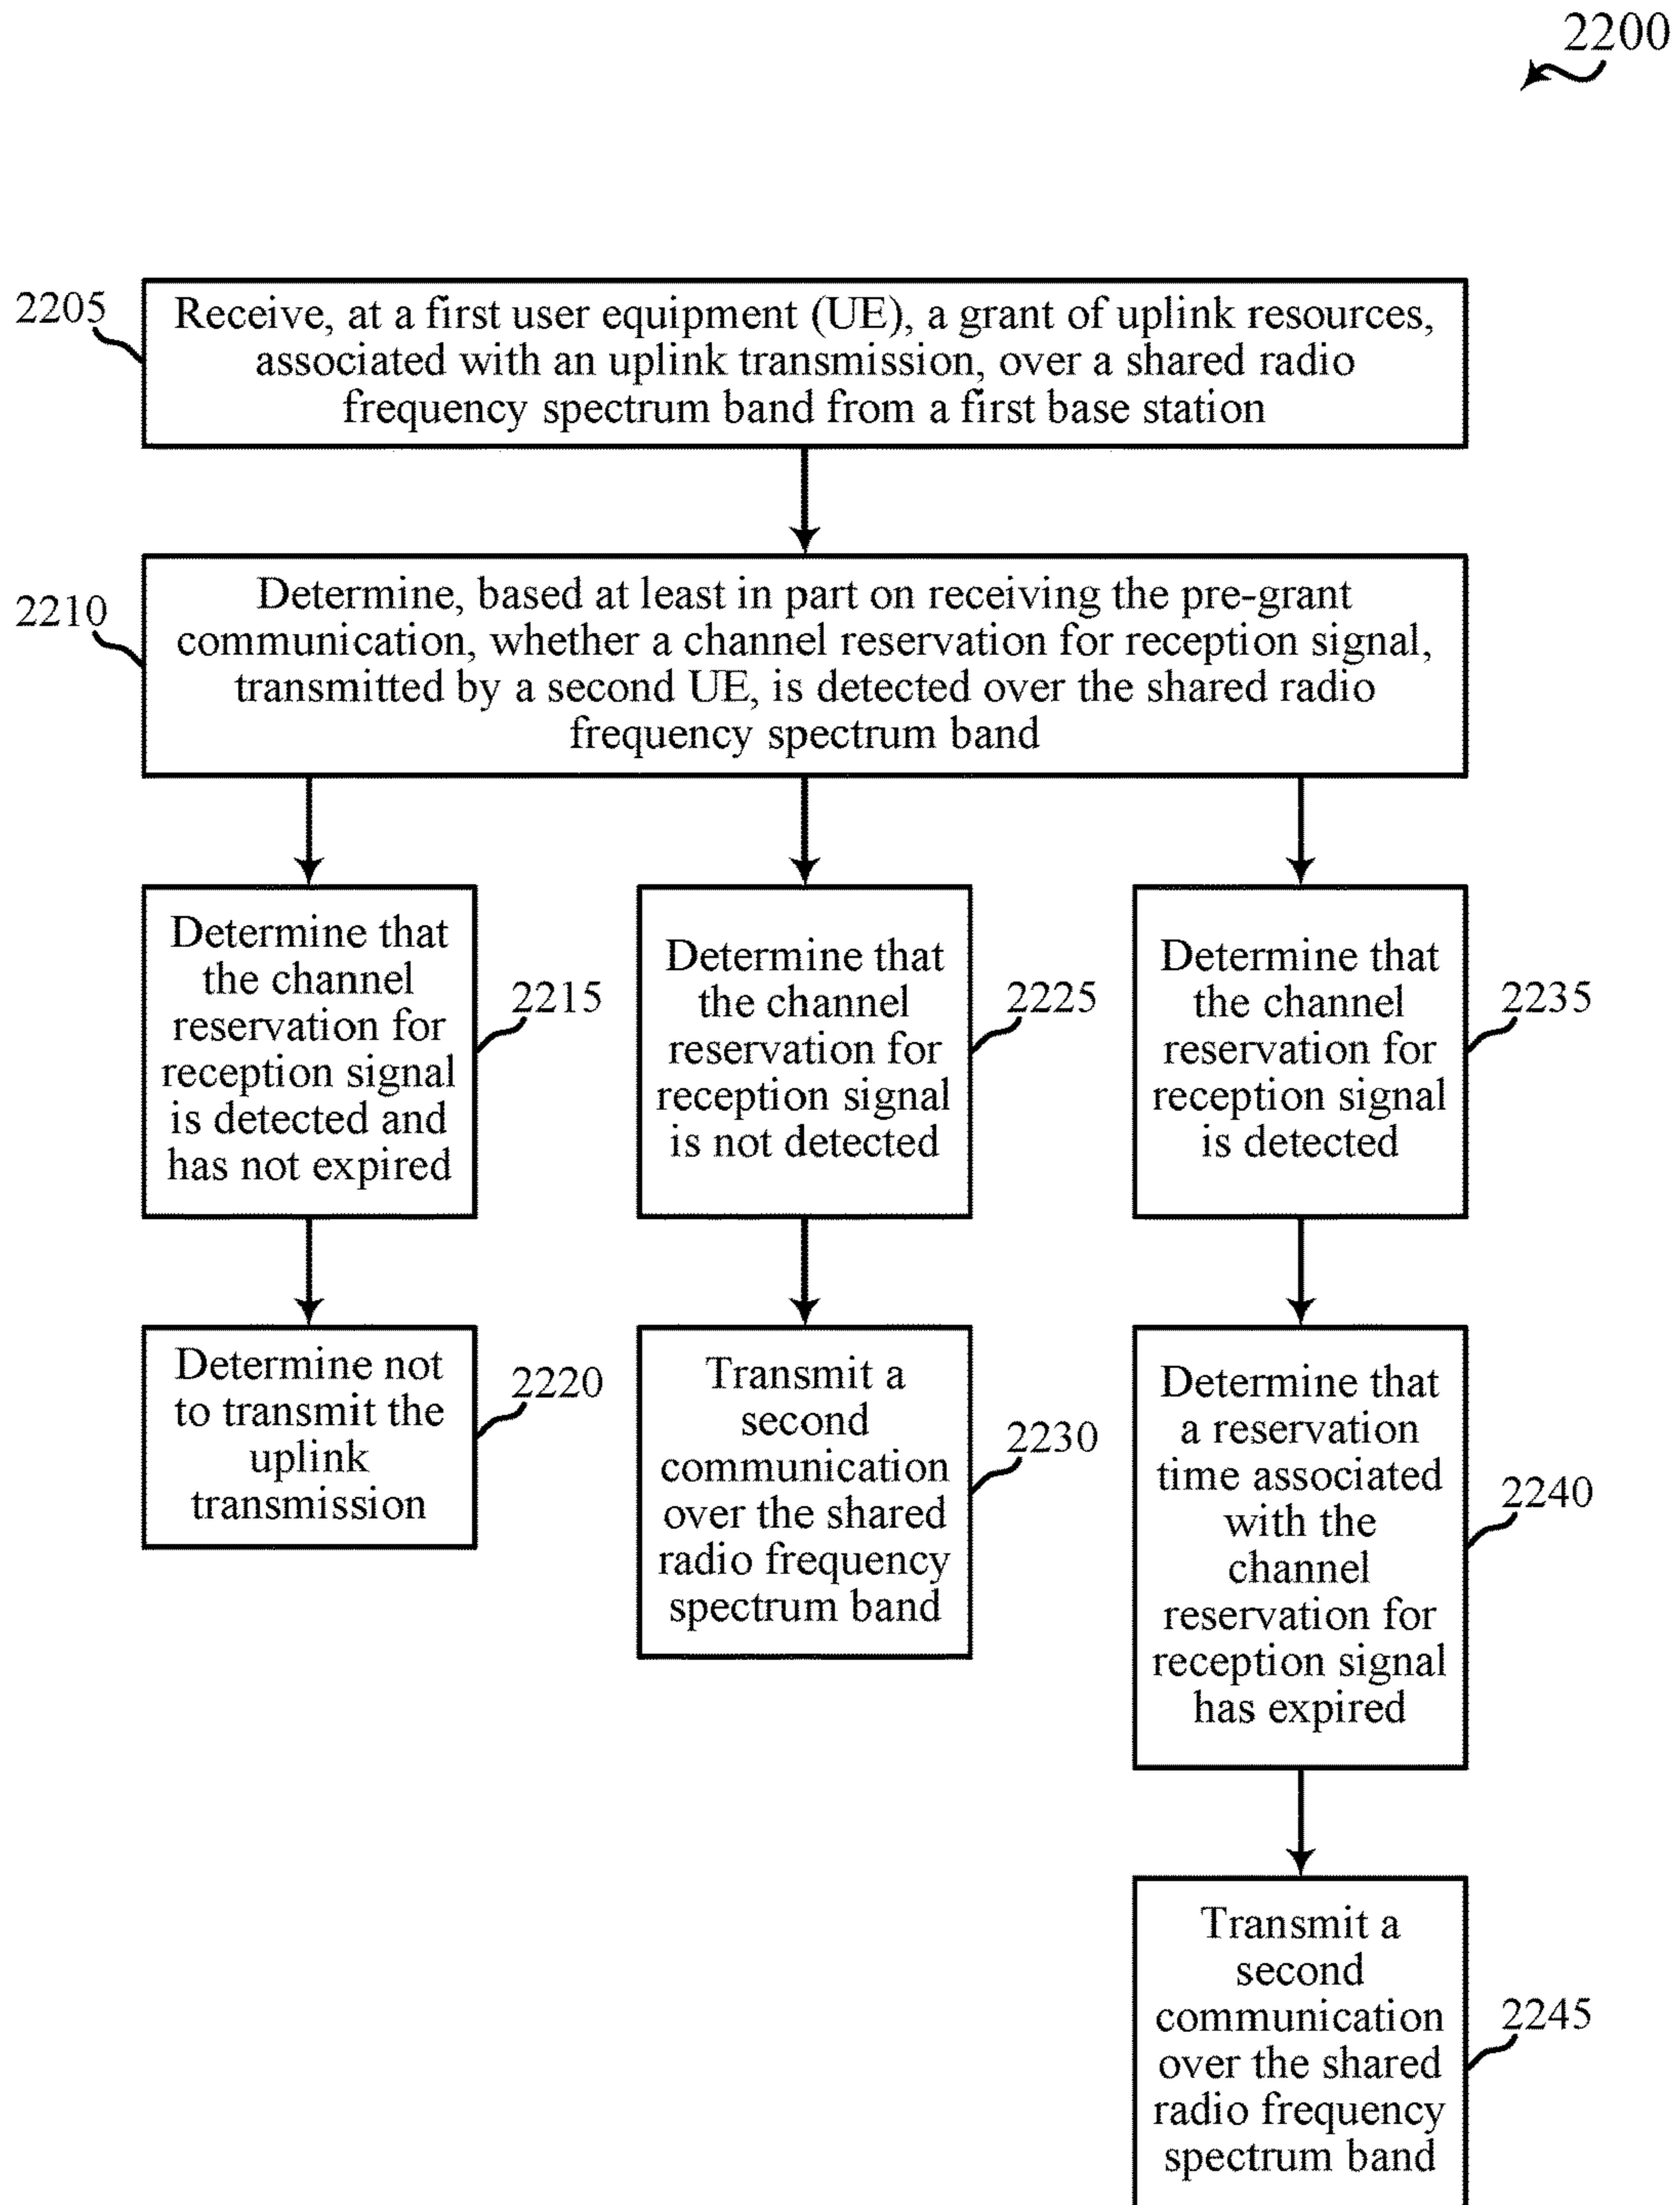 2200
2205
Receive, at a first user equipment (UE), a grant of uplink resources,
associated with an uplink transmission, over a shared radio
frequency spectrum band from a first base station
2210
Determine, based at least in part on receiving the pre-grant
communication, whether a channel reservation for reception signal,
transmitted by a second UE, is detected over the shared radio
frequency spectrum band
Determine that
the channel
reservation for
reception signal
is detected and
has not expired
2215
Determine not
to transmit the
uplink
transmission
2220
Determine that
the channel
reservation for
reception signal
is not detected
2225
Transmit a
second
communication
over the shared
radio frequency
spectrum band
2230
Determine that
the channel
reservation for
reception signal
is detected
2235
Determine that
a reservation
time associated
with the
channel
reservation for
reception signal
has expired
2240
Transmit a
second
communication
over the shared
radio frequency
spectrum band
2245